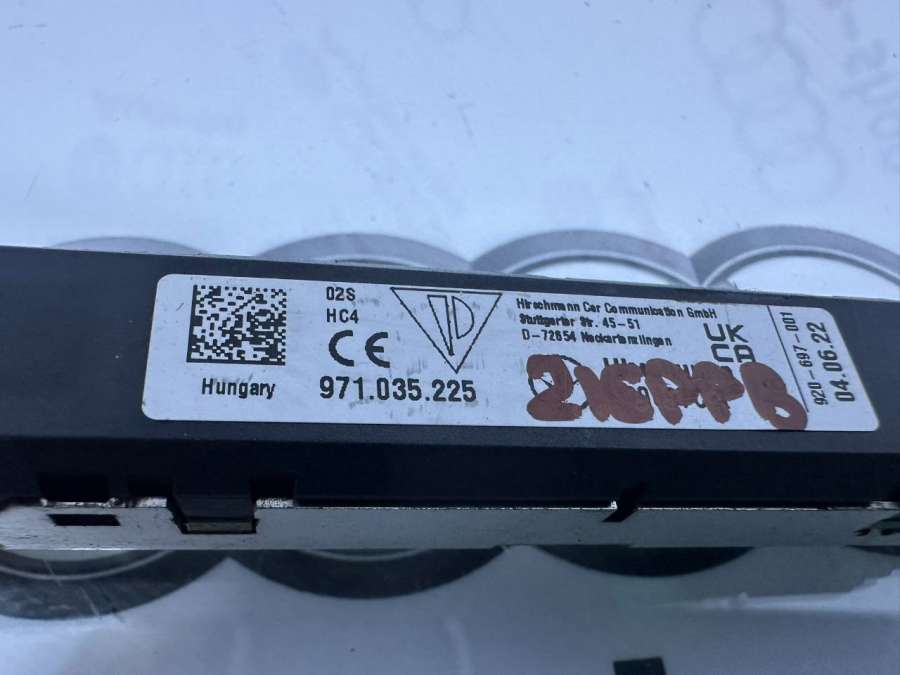 02S
HC4
CE
Hungary
971.035.225
Hirschmann Car Communication GmbH
Stuttgarter Str. 45-51
D-72654 Neckartenzlingen
UK
CA
920-697-001
04.06.22